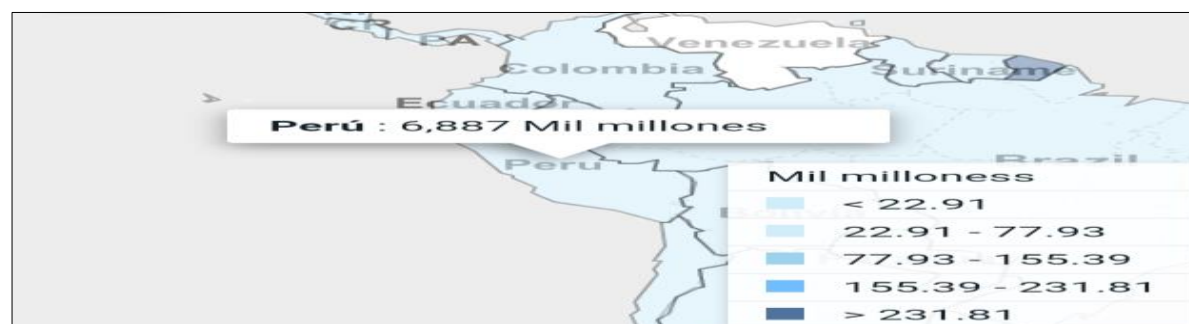 CR
PA
Venezuela
Colombia
Suriname
Ecuador
Perú : 6,887 Mil millones
Peru
Brazil
Mil milloness
< 22.91
22.91 - 77.93
77.93 - 155.39
155.39 - 231.81
> 231.81